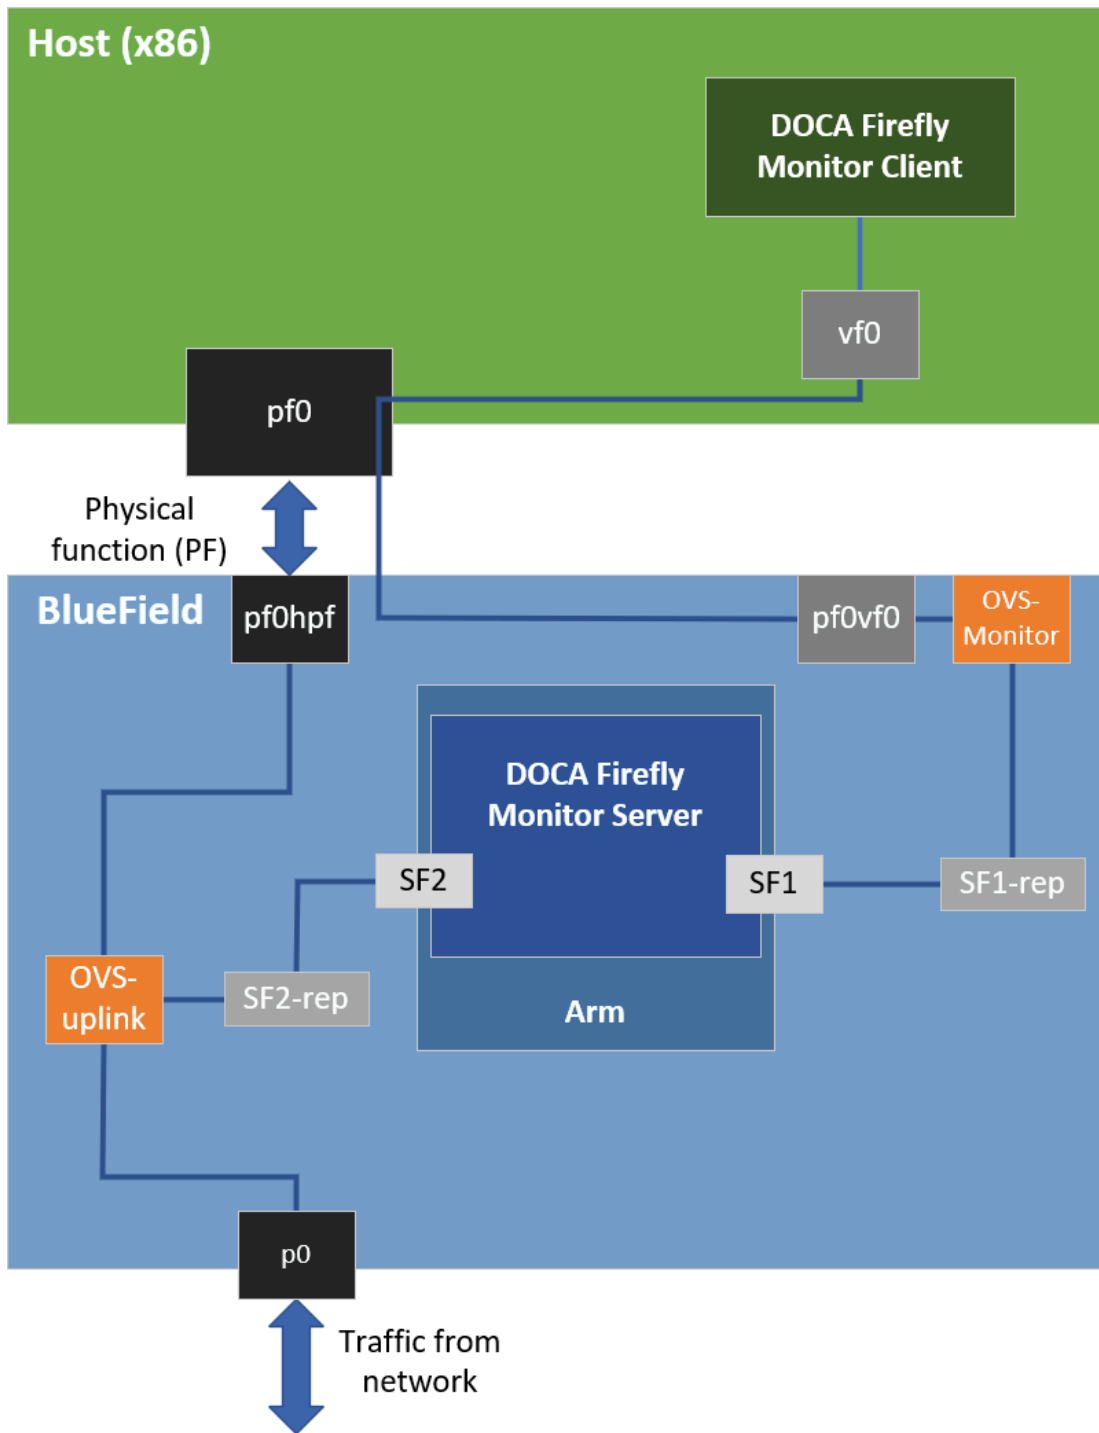 Host (x86)
DOCA Firefly
Monitor Client
vf0
pf0
Physical
function (PF)
BlueField
pf0hpf
pf0vf0
OVS-
Monitor
DOCA Firefly
Monitor Server
SF2
SF1
SF1-rep
OVS-
uplink
SF2-rep
Arm
p0
Traffic from
network